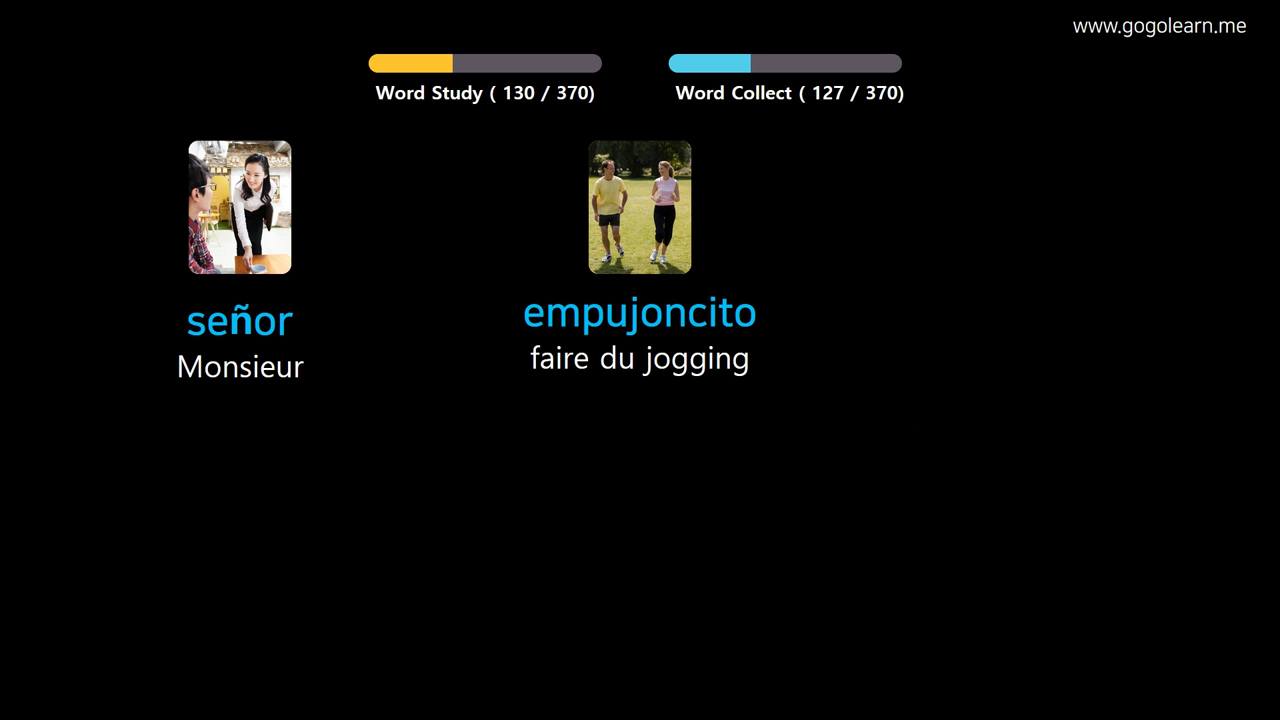 www.gogolearn.me
Word Study ( 130 / 370)
Word Collect ( 127 / 370)
señor
Monsieur
empujoncito
faire du jogging